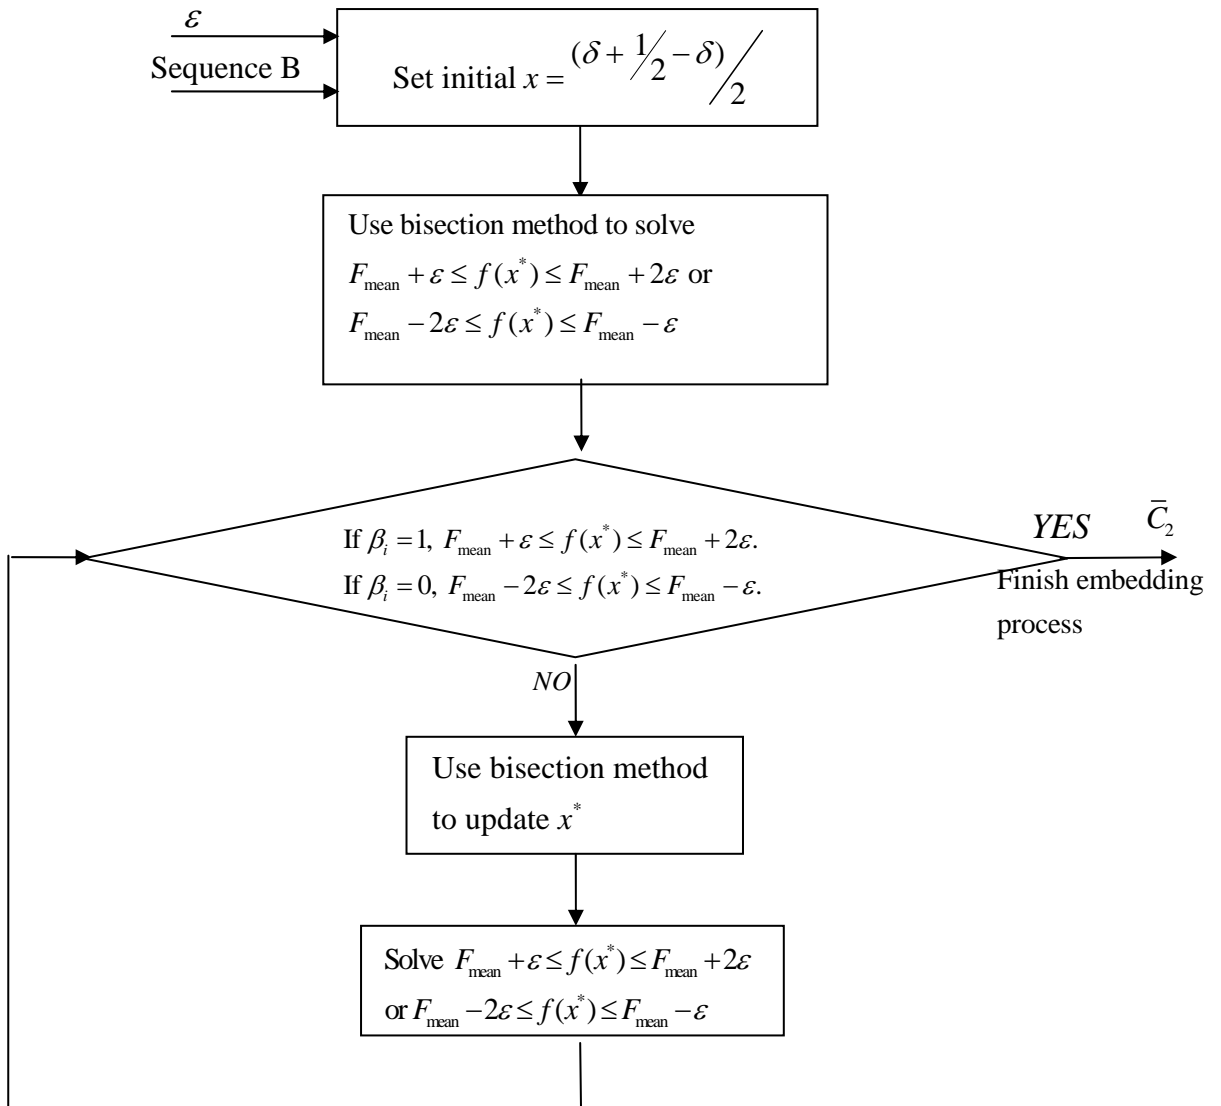 ε
Sequence B
Set initial x = (δ + 1/2 − δ)/2
Use bisection method to solve
F_mean + ε ≤ f(x*) ≤ F_mean + 2ε or
F_mean − 2ε ≤ f(x*) ≤ F_mean − ε
If β_i = 1, F_mean + ε ≤ f(x*) ≤ F_mean + 2ε.
If β_i = 0, F_mean − 2ε ≤ f(x*) ≤ F_mean − ε.
YES
C̄_2
Finish embedding
process
NO
Use bisection method
to update x*
Solve F_mean + ε ≤ f(x*) ≤ F_mean + 2ε
or F_mean − 2ε ≤ f(x*) ≤ F_mean − ε